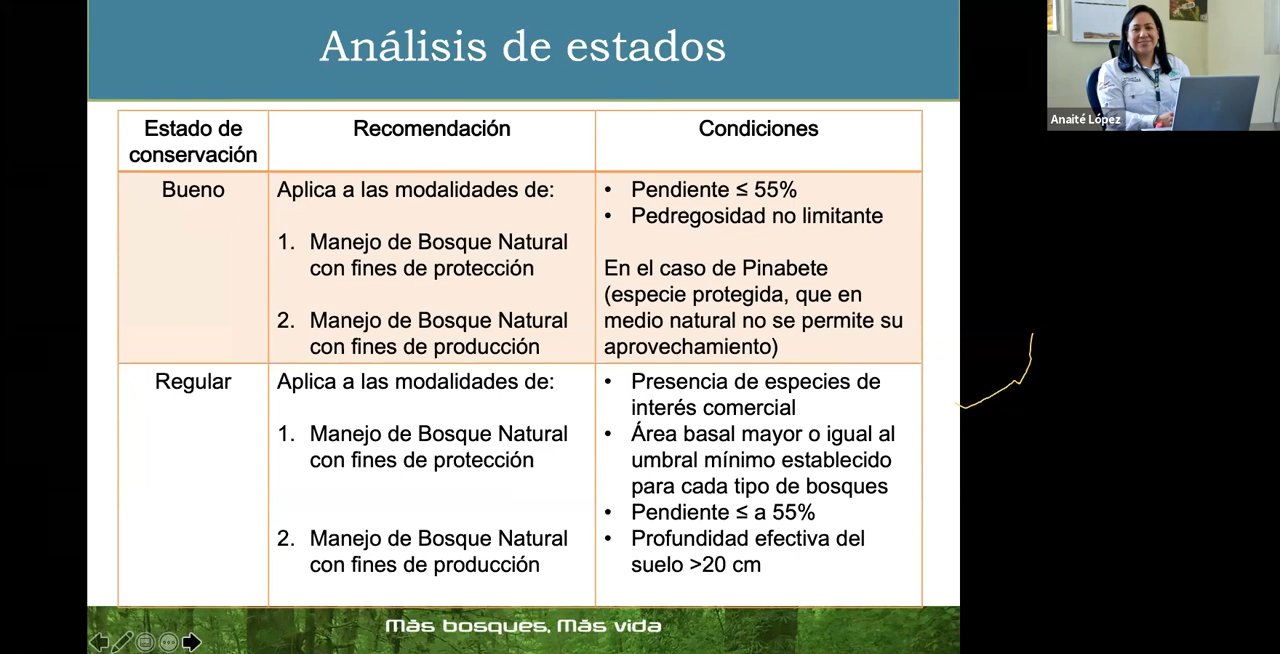 Análisis de estados
Anaité López
Estado de
conservación
Recomendación
Condiciones
Bueno
Aplica a las modalidades de:
1. Manejo de Bosque Natural
con fines de protección
2. Manejo de Bosque Natural
con fines de producción
• Pendiente ≤ 55%
• Pedregosidad no limitante
En el caso de Pinabete
(especie protegida, que en
medio natural no se permite su
aprovechamiento)
Regular
Aplica a las modalidades de:
1. Manejo de Bosque Natural
con fines de protección
2. Manejo de Bosque Natural
con fines de producción
• Presencia de especies de
interés comercial
• Área basal mayor o igual al
umbral mínimo establecido
para cada tipo de bosques
• Pendiente ≤ a 55%
• Profundidad efectiva del
suelo >20 cm
Más bosques, Más vida